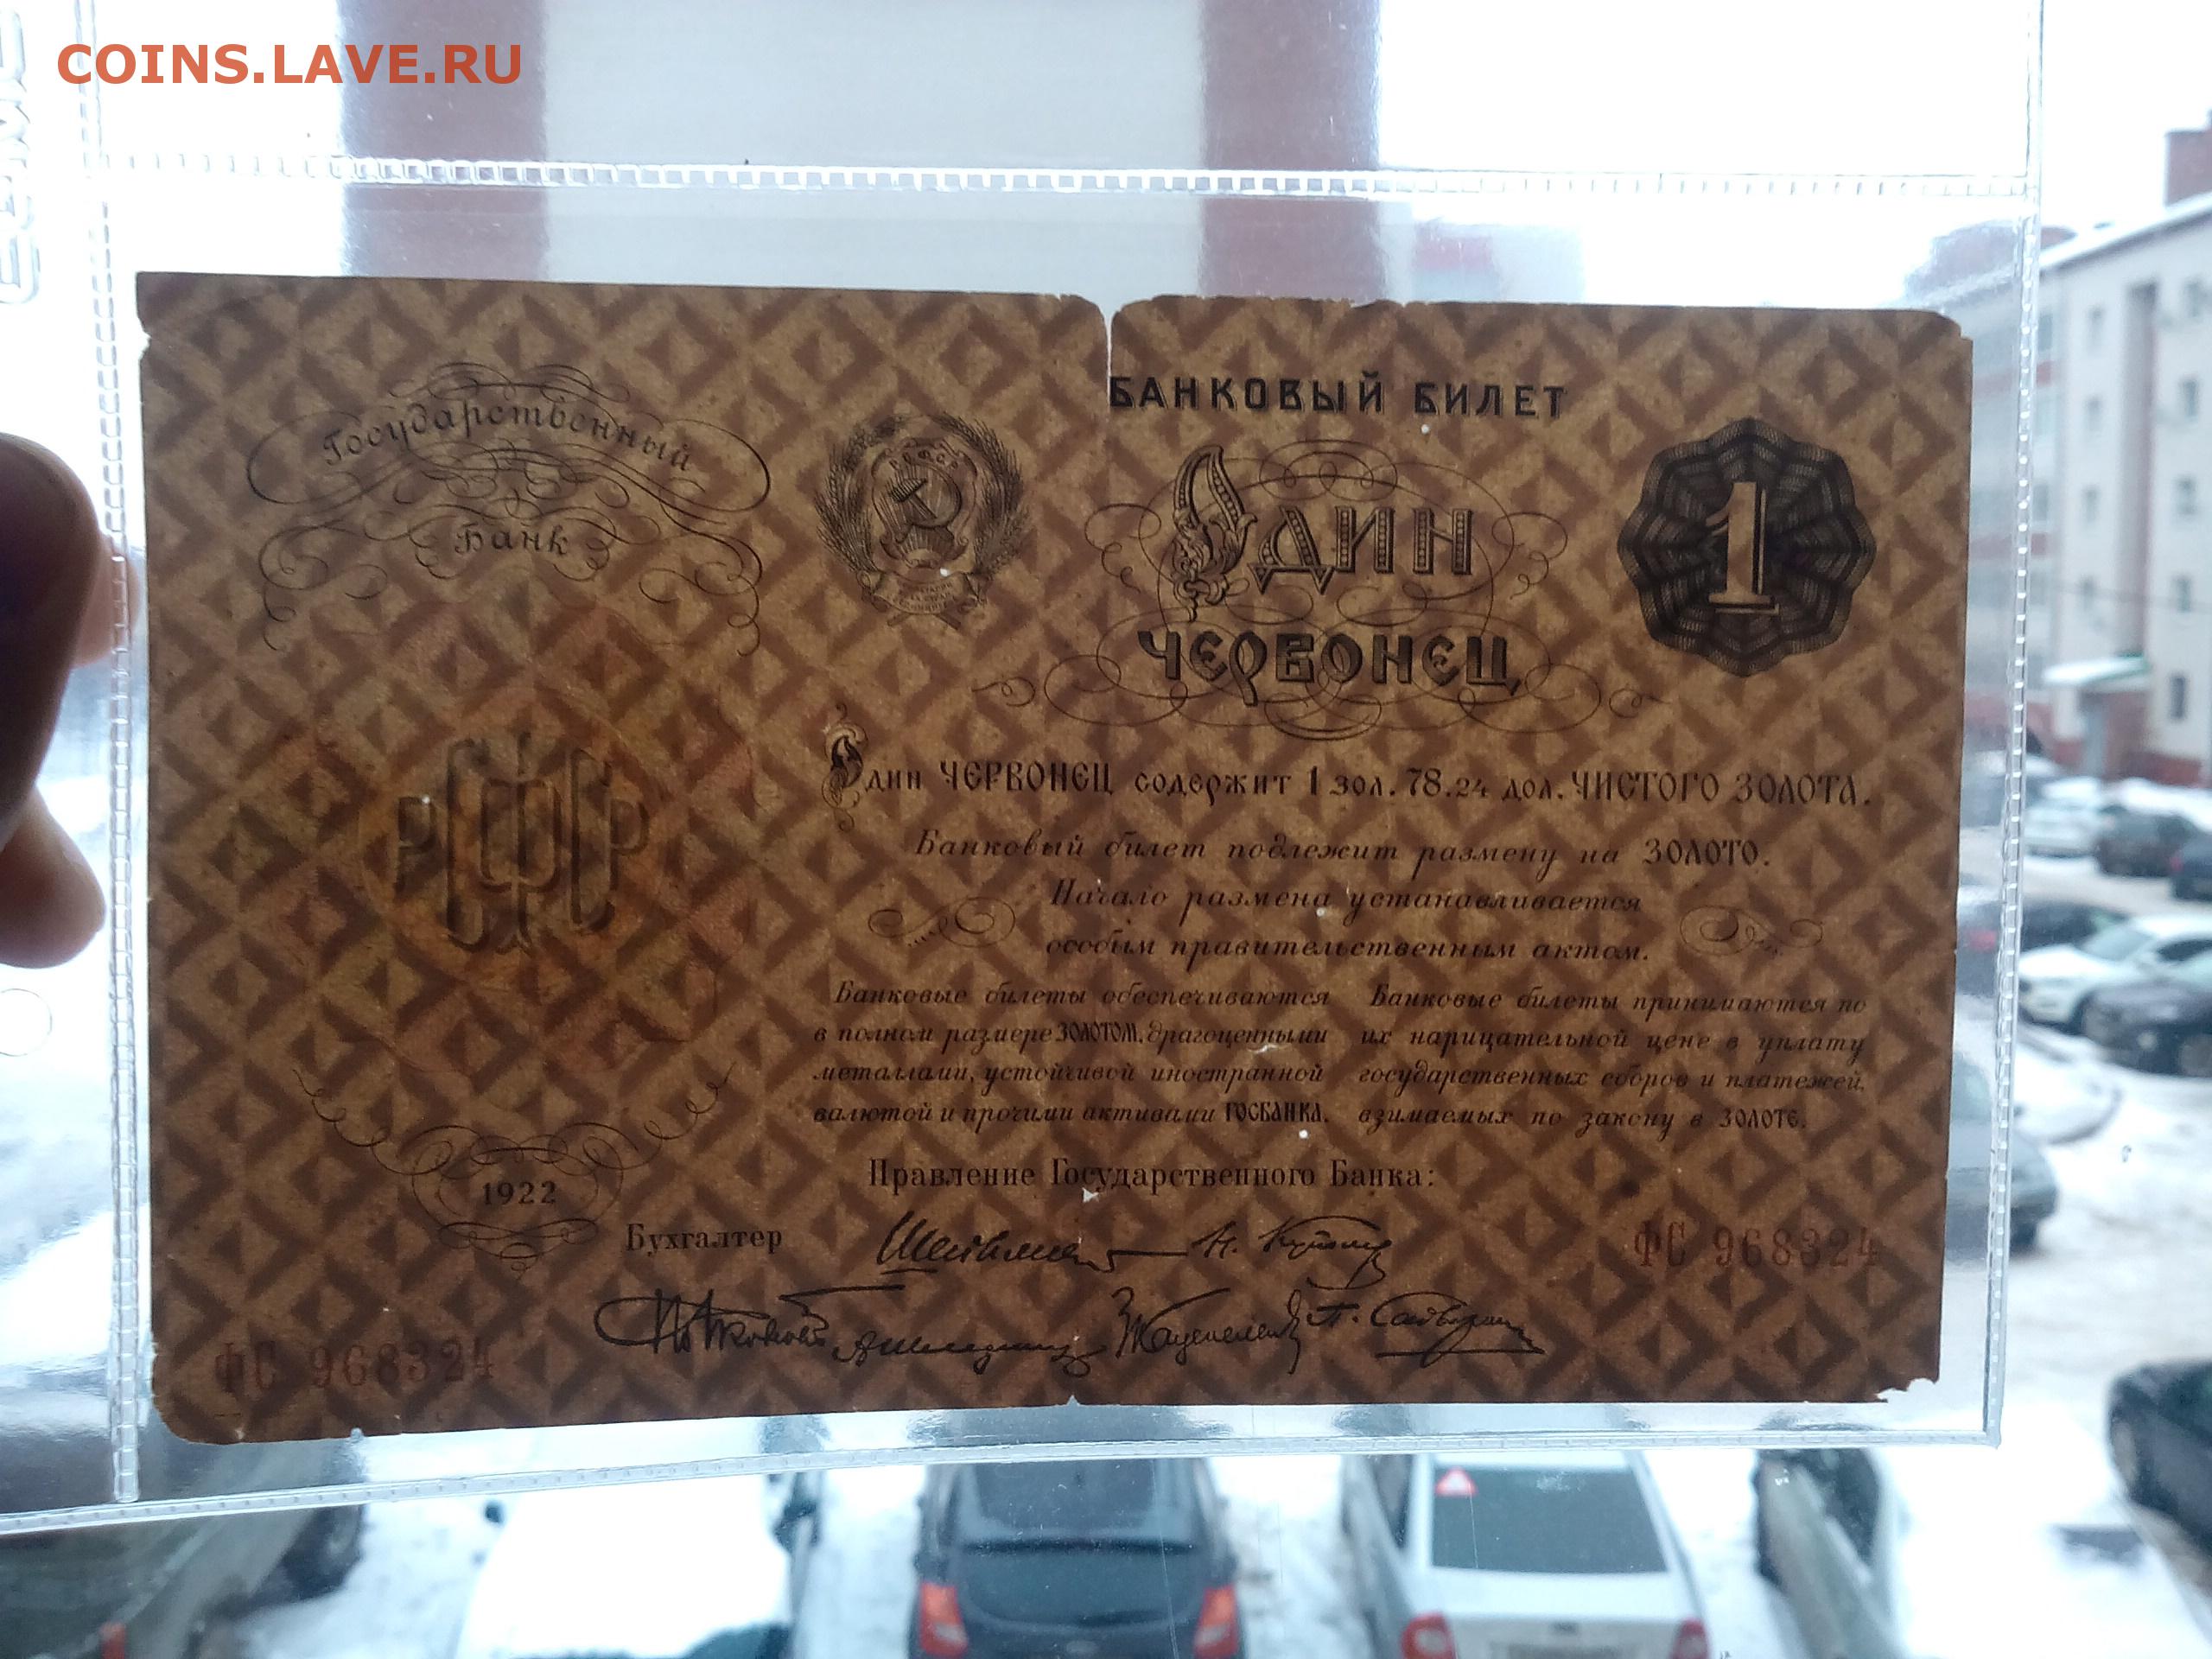 COINS.LAVE.RU
Государственный
Банк
БАНКОВЫЙ БИЛЕТ
Один
ЧЕРВОНЕЦ
1
РСФСР
РСФСР
Один ЧЕРВОНЕЦ содержит 1 зол. 78.24 дол. ЧИСТОГО ЗОЛОТА.
Банковый билет подлежит размену на ЗОЛОТО.
Начало размена устанавливается
особым правительственным актом.
Банковые билеты обеспечиваются
в полном размере ЗОЛОТОМ, драгоценными
металлами, устойчивой иностранной
валютой и прочими активами ГОСБАНКА.
Банковые билеты принимаются по
их нарицательной цене в уплату
государственных сборов и платежей,
взимаемых по закону в ЗОЛОТЕ.
1922
Правление Государственного Банка:
Бухгалтер
ФС 968324
ФС 968324